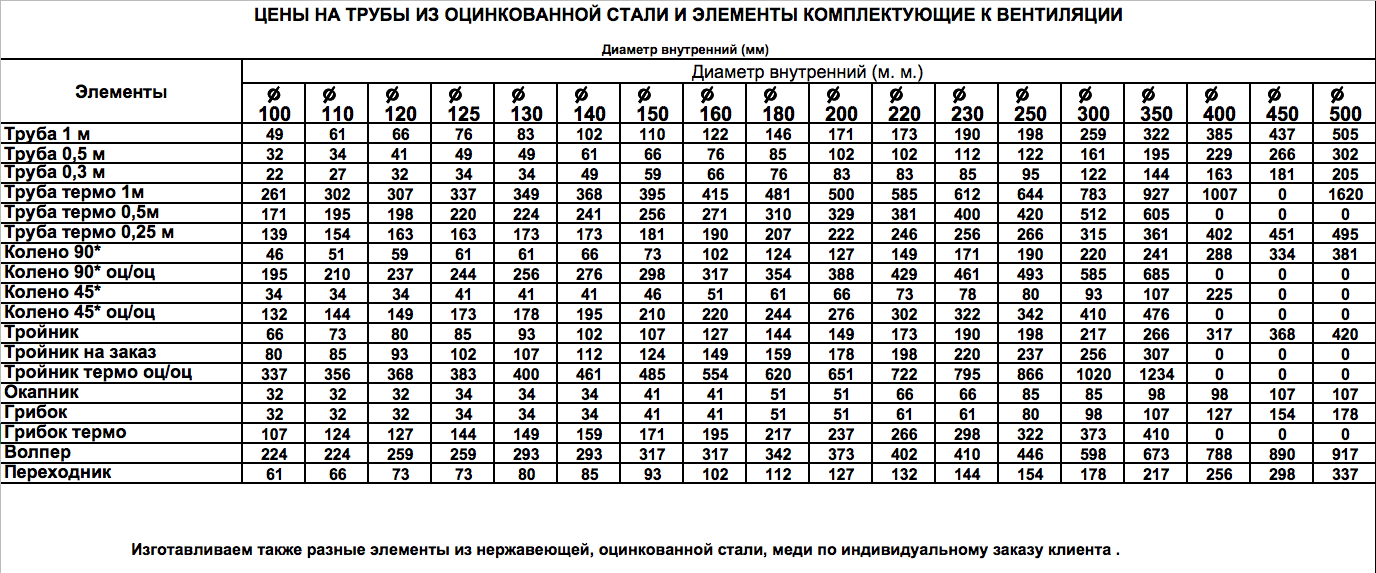 ЦЕНЫ НА ТРУБЫ ИЗ ОЦИНКОВАННОЙ СТАЛИ И ЭЛЕМЕНТЫ КОМПЛЕКТУЮЩИЕ К ВЕНТИЛЯЦИИ
Диаметр внутренний (мм)
Элементы Диаметр внутренний (м. м.)
Ø 100 Ø 110 Ø 120 Ø 125 Ø 130 Ø 140 Ø 150 Ø 160 Ø 180 Ø 200 Ø 220 Ø 230 Ø 250 Ø 300 Ø 350 Ø 400 Ø 450 Ø 500
Труба 1 м 49 61 66 76 83 102 110 122 146 171 173 190 198 259 322 385 437 505
Труба 0,5 м 32 34 41 49 49 61 66 76 85 102 102 112 122 161 195 229 266 302
Труба 0,3 м 22 27 32 34 34 49 59 66 76 83 83 85 95 122 144 163 181 205
Труба термо 1м 261 302 307 337 349 368 395 415 481 500 585 612 644 783 927 1007 0 1620
Труба термо 0,5м 171 195 198 220 224 241 256 271 310 329 381 400 420 512 605 0 0 0
Труба термо 0,25 м 139 154 163 163 173 173 181 190 207 222 246 256 266 315 361 402 451 495
Колено 90* 46 51 59 61 61 66 73 102 124 127 149 171 190 220 241 288 334 381
Колено 90* оц/оц 195 210 237 244 256 276 298 317 354 388 429 461 493 585 685 0 0 0
Колено 45* 34 34 34 41 41 41 46 51 61 66 73 78 80 93 107 225 0 0
Колено 45* оц/оц 132 144 149 173 178 195 210 220 244 276 302 322 342 410 476 0 0 0
Тройник 66 73 80 85 93 102 107 127 144 149 173 190 198 217 266 317 368 420
Тройник на заказ 80 85 93 102 107 112 124 149 159 178 198 220 237 256 307 0 0 0
Тройник термо оц/оц 337 356 368 383 400 461 485 554 620 651 722 795 866 1020 1234 0 0 0
Окапник 32 32 32 34 34 34 41 41 51 51 66 66 85 85 98 98 107 107
Грибок 32 32 32 34 34 34 41 41 51 51 61 61 80 98 107 127 154 178
Грибок термо 107 124 127 144 149 159 171 195 217 237 266 298 322 373 410 0 0 0
Волпер 224 224 259 259 293 293 317 317 342 373 402 410 446 598 673 788 890 917
Переходник 61 66 73 73 80 85 93 102 112 127 132 144 154 178 217 256 298 337
Изготавливаем также разные элементы из нержавеющей, оцинкованной стали, меди по индивидуальному заказу клиента .